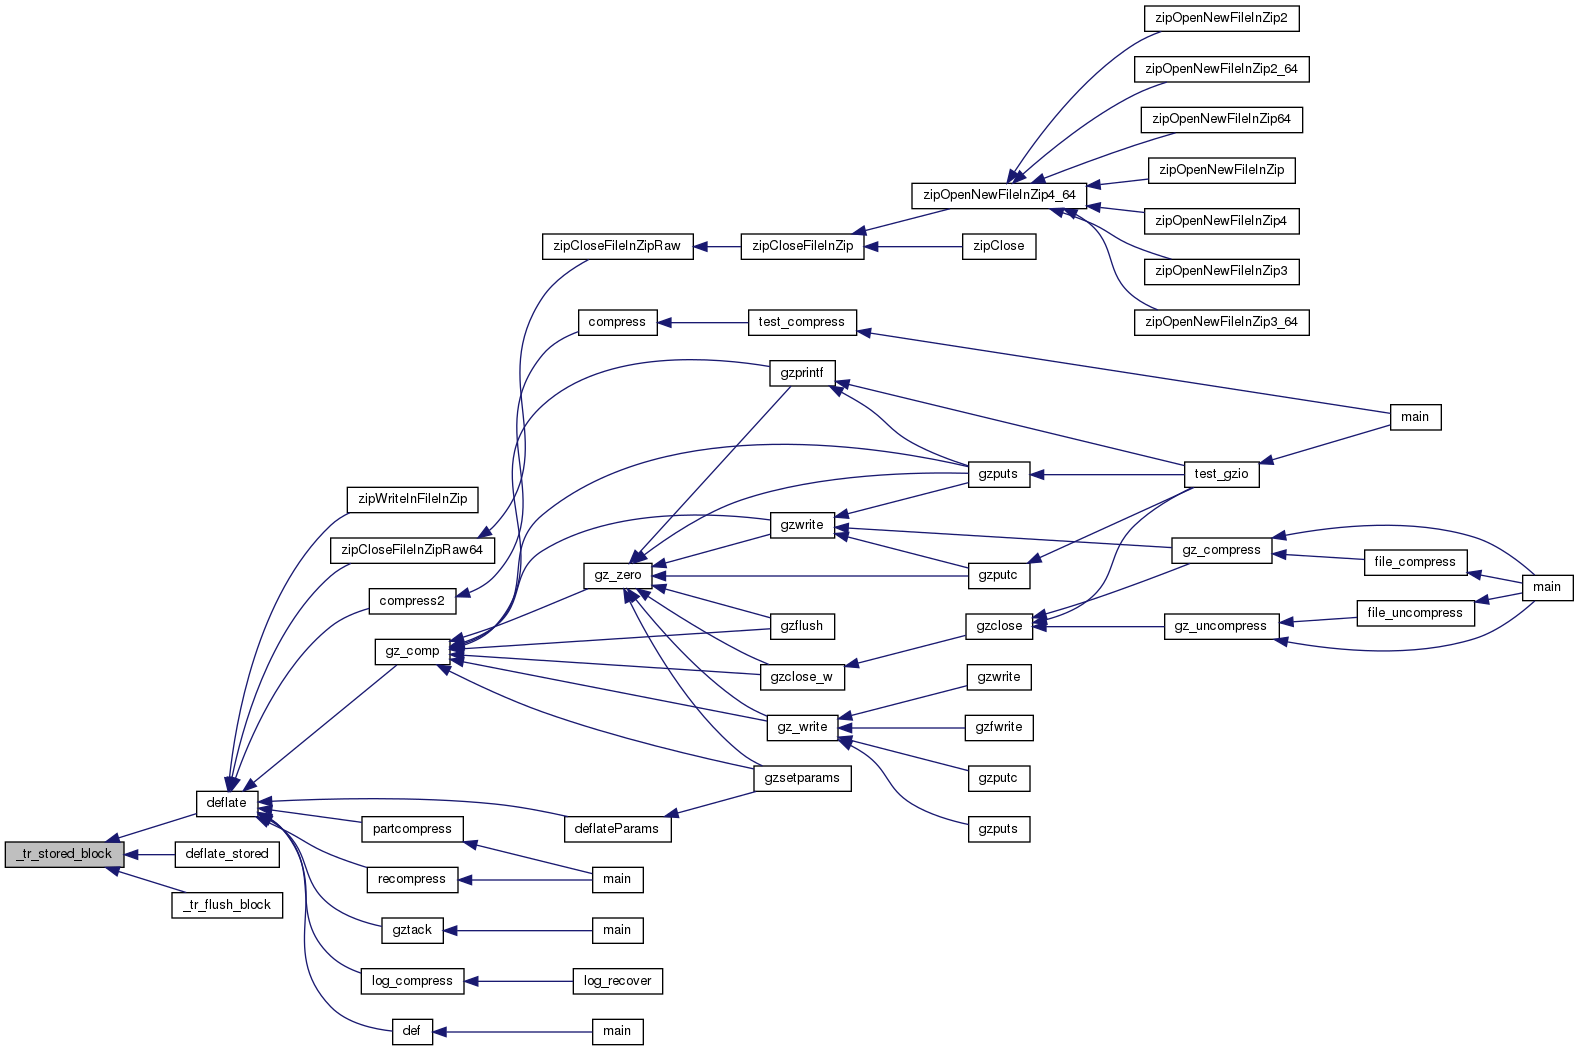 zipOpenNewFileInZip2
zipOpenNewFileInZip2_64
zipOpenNewFileInZip64
zipOpenNewFileInZip
zipOpenNewFileInZip4_64
zipOpenNewFileInZip4
zipCloseFileInZipRaw
zipCloseFileInZip
zipClose
zipOpenNewFileInZip3
zipOpenNewFileInZip3_64
compress
test_compress
gzprintf
main
gzputs
test_gzio
zipWriteInFileInZip
gzwrite
zipCloseFileInZipRaw64
gz_compress
file_compress
gz_zero
gzputc
main
compress2
file_uncompress
gzflush
gzclose
gz_uncompress
gz_comp
gzclose_w
gzwrite
gz_write
gzfwrite
gzsetparams
gzputc
deflate
partcompress
deflateParams
gzputs
_tr_stored_block
deflate_stored
recompress
main
_tr_flush_block
gztack
main
log_compress
log_recover
def
main